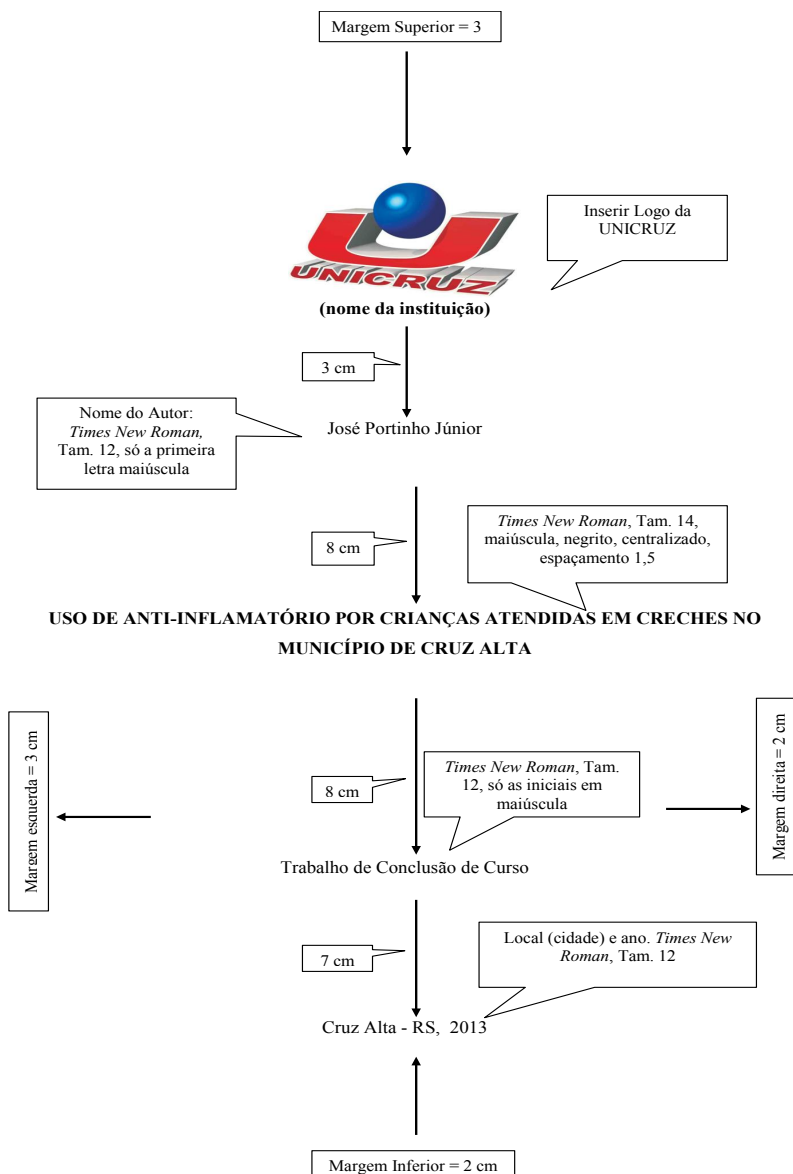 Margem Superior = 3
UNICRUZ
Inserir Logo da
UNICRUZ
(nome da instituição)
3 cm
Nome do Autor:
Times New Roman,
Tam. 12, só a primeira
letra maiúscula
José Portinho Júnior
8 cm
Times New Roman, Tam. 14,
maiúscula, negrito, centralizado,
espaçamento 1,5
USO DE ANTI-INFLAMATÓRIO POR CRIANÇAS ATENDIDAS EM CRECHES NO
MUNICÍPIO DE CRUZ ALTA
Margem esquerda = 3 cm
8 cm
Times New Roman, Tam.
12, só as iniciais em
maiúscula
Margem direita = 2 cm
Trabalho de Conclusão de Curso
7 cm
Local (cidade) e ano. Times New
Roman, Tam. 12
Cruz Alta - RS, 2013
Margem Inferior = 2 cm